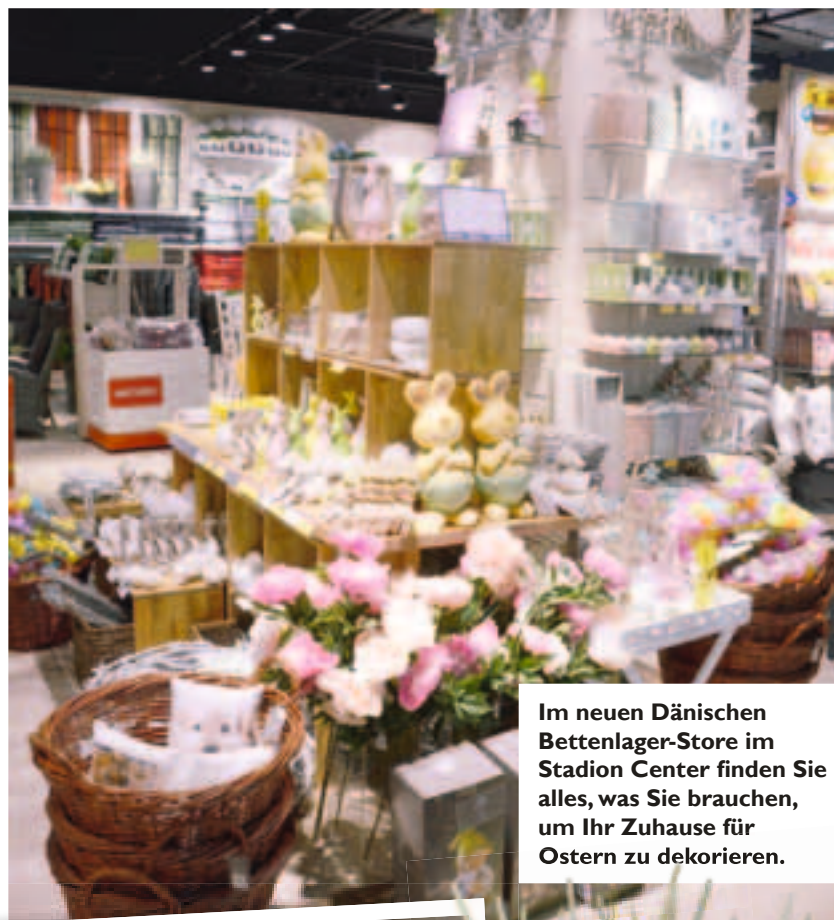 Im neuen Dänischen
Bettenlager-Store im
Stadion Center finden Sie
alles, was Sie brauchen,
um Ihr Zuhause für
Ostern zu dekorieren.